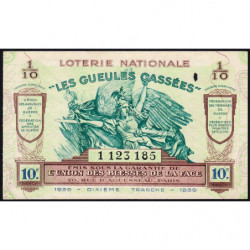 LOTERIE NATIONALE
1/10
1/10
"LES GUEULES CASSÉES"
1 123 185
ÉMIS SOUS LA GARANTIE DE
L'UNION DES BLESSÉS DE LA FACE
20, RUE D'AGUESSEAU, PARIS
10F
10F
1939 - DIXIÈME TRANCHE - 1939